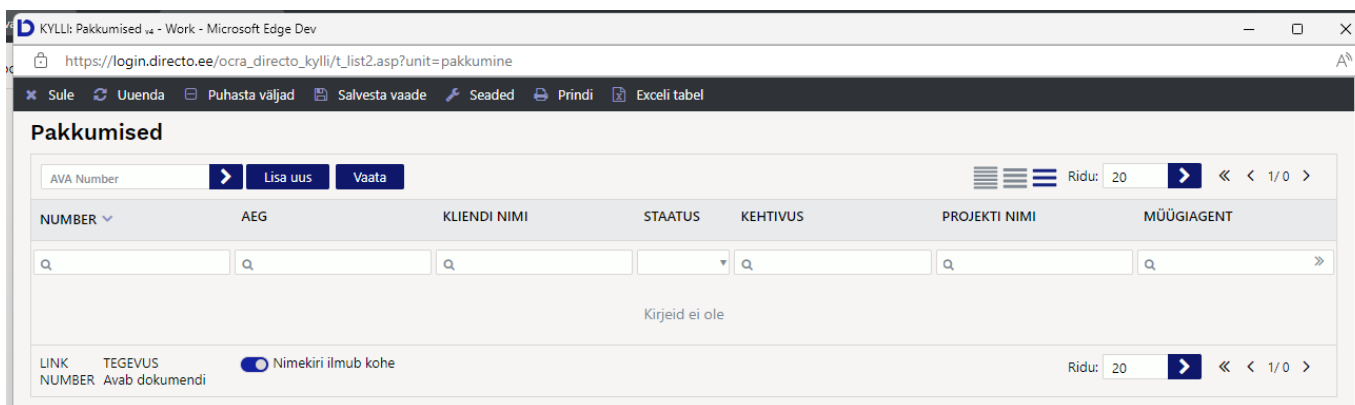 KYLLI: Pakkumised v4 - Work - Microsoft Edge Dev
https://login.directo.ee/ocra_directo_kylli/t_list2.asp?unit=pakkumine
Sule Uuenda Puhasta väljad Salvesta vaade Seaded Prindi Exceli tabel
Pakkumised
AVA Number Lisa uus Vaata Ridu: 20 1/0
NUMBER AEG KLIENDI NIMI STAATUS KEHTIVUS PROJEKTI NIMI MÜÜGIAGENT
Kirjeid ei ole
LINK TEGEVUS Nimekiri ilmub kohe Ridu: 20 1/0
NUMBER Avab dokumendi